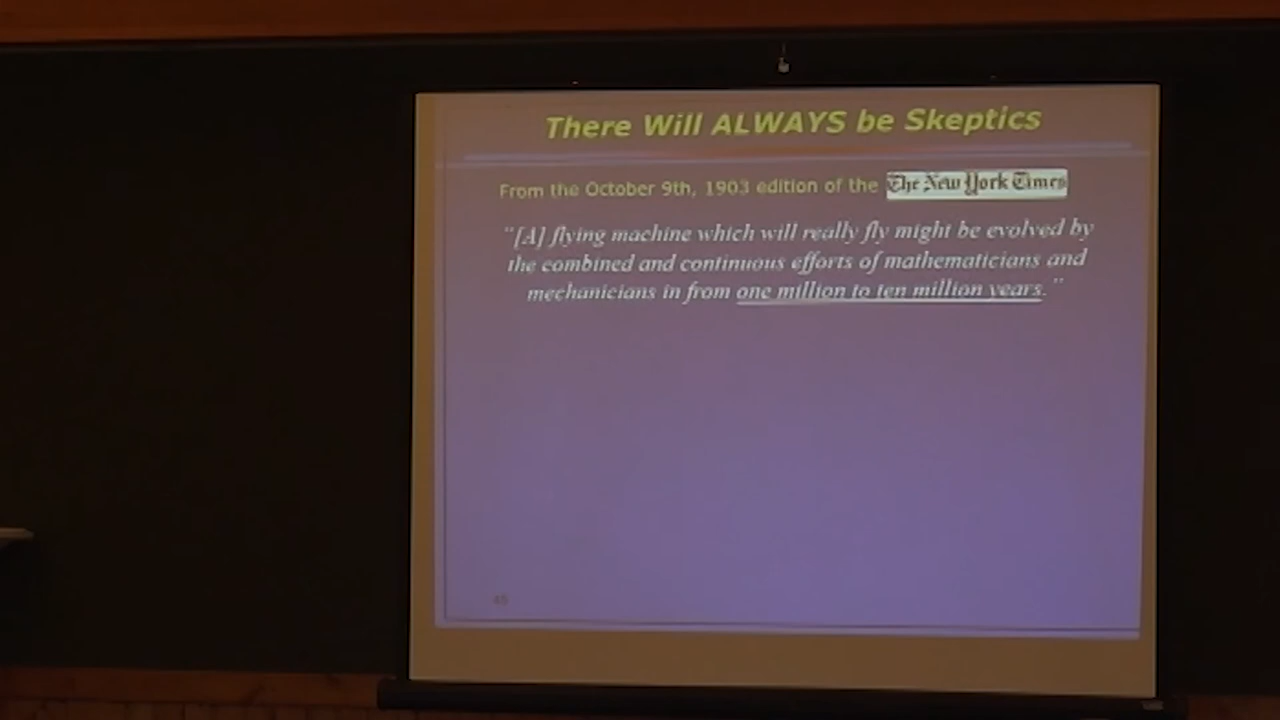 There Will ALWAYS be Skeptics
From the October 9th, 1903 edition of the The New York Times
"[A] flying machine which will really fly might be evolved by
the combined and continuous efforts of mathematicians and
mechanicians in from one million to ten million years."